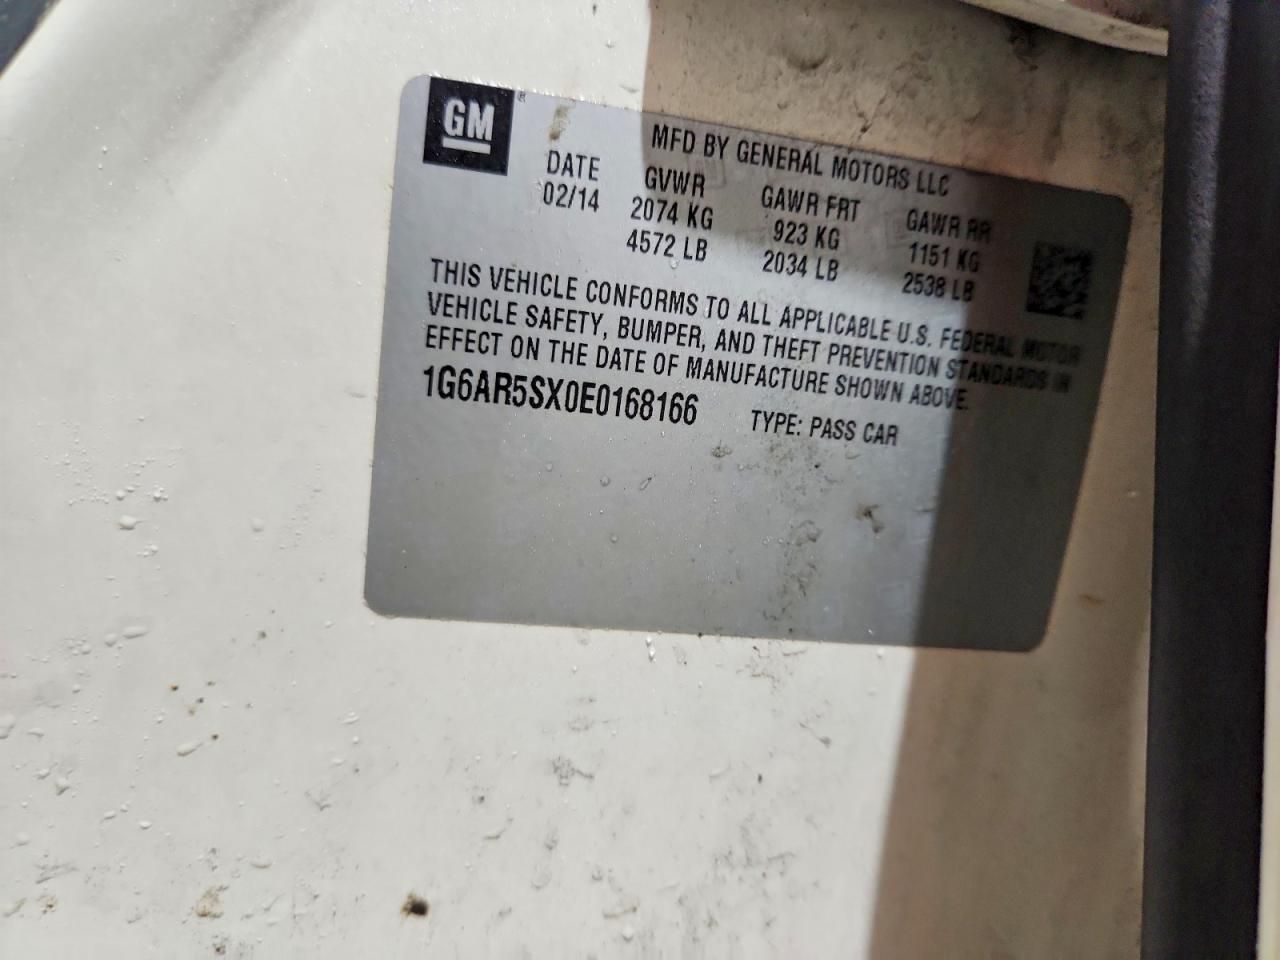 GM
MFD BY GENERAL MOTORS LLC
DATE GVWR GAWR FRT GAWR RR
02/14 2074 KG 923 KG 1151 KG
4572 LB 2034 LB 2538 LB
THIS VEHICLE CONFORMS TO ALL APPLICABLE U.S. FEDERAL MOTOR
VEHICLE SAFETY, BUMPER, AND THEFT PREVENTION STANDARDS IN
EFFECT ON THE DATE OF MANUFACTURE SHOWN ABOVE.
1G6AR5SX0E0168166 TYPE: PASS CAR